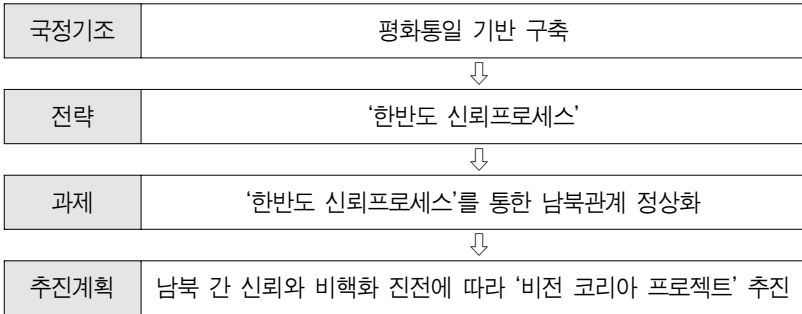 국정기조 평화통일 기반 구축
⇩
전략 ‘한반도 신뢰프로세스’
⇩
과제 ‘한반도 신뢰프로세스’를 통한 남북관계 정상화
⇩
추진계획 남북 간 신뢰와 비핵화 진전에 따라 ‘비전 코리아 프로젝트’ 추진